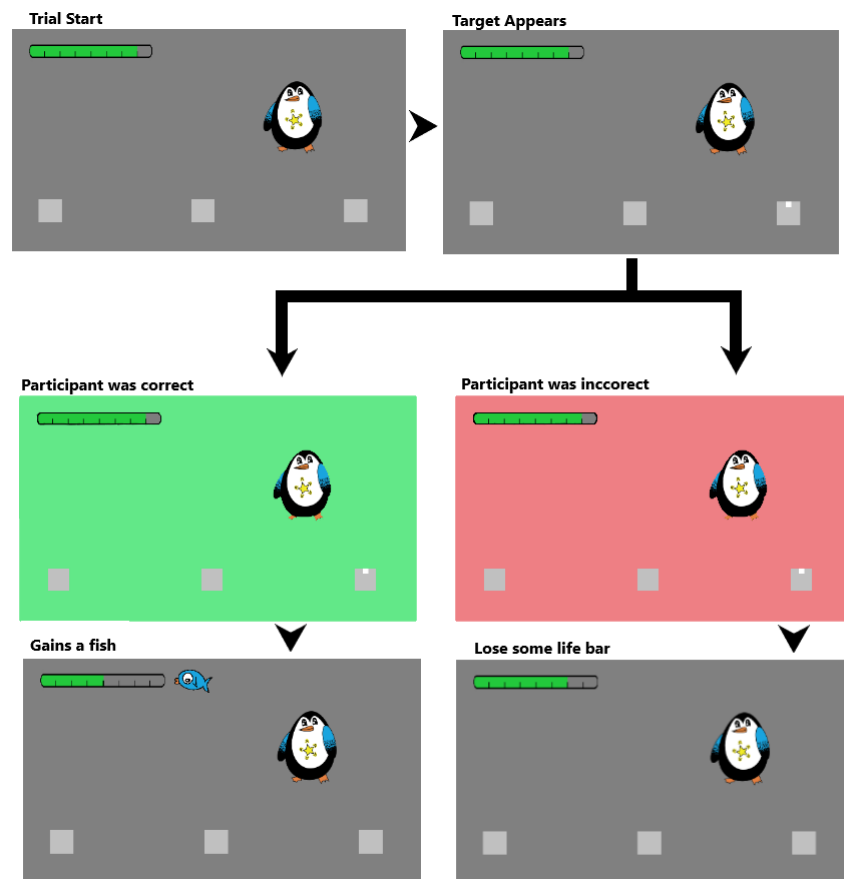 Trial Start
Target Appears
Participant was correct
Participant was inccorect
Gains a fish
Lose some life bar